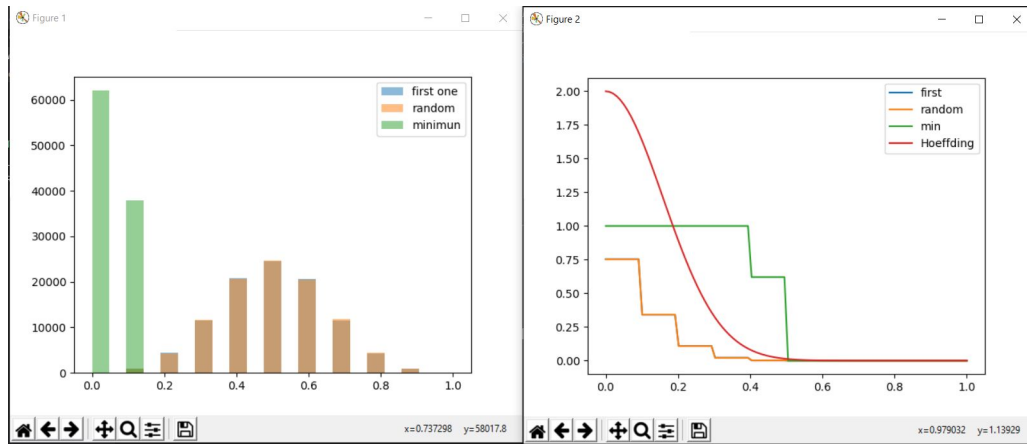 Figure 1
first one
random
minimun
60000
50000
40000
30000
20000
10000
0
0.0 0.2 0.4 0.6 0.8 1.0
x=0.737298 y=58017.8
Figure 2
first
random
min
Hoeffding
2.00
1.75
1.50
1.25
1.00
0.75
0.50
0.25
0.00
0.0 0.2 0.4 0.6 0.8 1.0
x=0.979032 y=1.13929